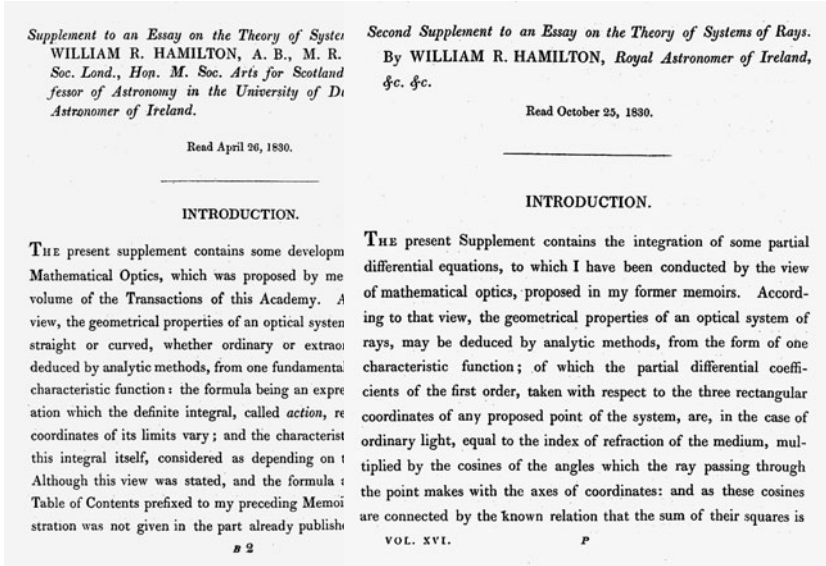 Supplement to an Essay on the Theory of
WILLIAM R. HAMILTON, A. B., M. R.
Soc. Lond., Hon. M. Soc. Arts for Scotland
fessor of Astronomy in the University of
Astronomer of Ireland.
Read April 26, 1830.
INTRODUCTION.
THE present supplement contains some
Mathematical Optics, which was proposed by me
volume of the Transactions of this Academy.
view, the geometrical properties of an optical
straight or curved, whether ordinary or
deduced by analytic methods, from one
characteristic function : the formula being an
ation which the definite integral, called action,
coordinates of its limits vary ; and the
this integral itself, considered as depending on
Although this view was stated, and the formula
Table of Contents prefixed to my preceding
stration was not given in the part already
B 2
Second Supplement to an Essay on the Theory of Systems of Rays.
By WILLIAM R. HAMILTON, Royal Astronomer of Ireland,
&c. &c.
Read October 25, 1830.
INTRODUCTION.
THE present Supplement contains the integration of some partial
differential equations, to which I have been conducted by the view
of mathematical optics, proposed in my former memoirs. Accord-
ing to that view, the geometrical properties of an optical system of
rays, may be deduced by analytic methods, from the form of one
characteristic function ; of which the partial differential coeffi-
cients of the first order, taken with respect to the three rectangular
coordinates of any proposed point of the system, are, in the case of
ordinary light, equal to the index of refraction of the medium, mul-
tiplied by the cosines of the angles which the ray passing through
the point makes with the axes of coordinates: and as these cosines
are connected by the known relation that the sum of their squares is
VOL. XVI.
P